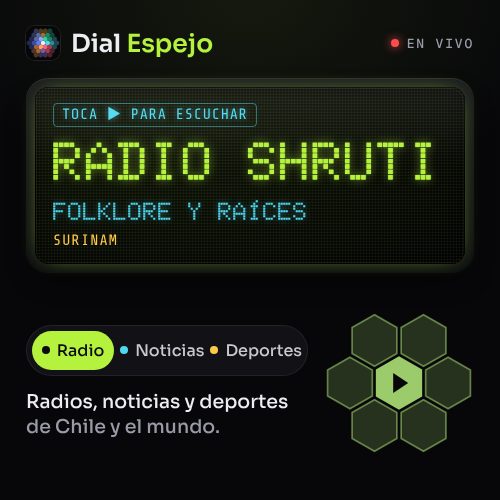 Dial Espejo
EN VIVO
TOCA ▶ PARA ESCUCHAR
RADIO SHRUTI
FOLKLORE Y RAÍCES
SURINAM
Radio Noticias Deportes
Radios, noticias y deportes
de Chile y el mundo.